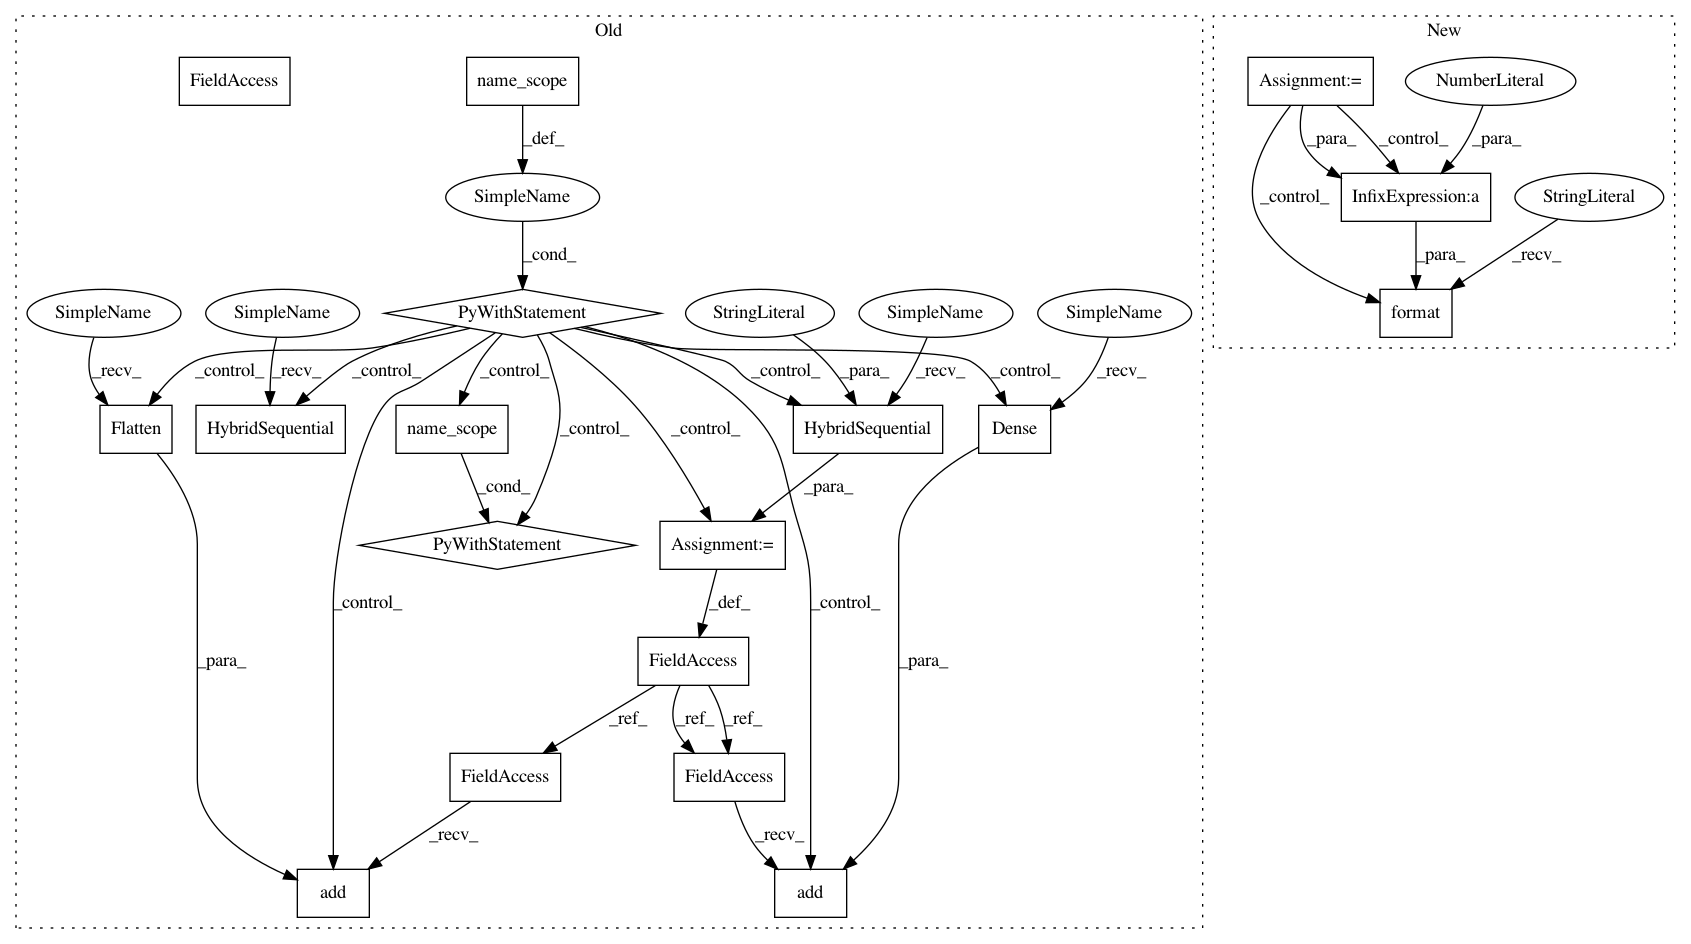 Old
New
FieldAccess
name_scope
Assignment:=
NumberLiteral
_def_
_para_
_control_
_para_
SimpleName
InfixExpression:a
StringLiteral
_control_
_cond_
_para_
_recv_
SimpleName
SimpleName
PyWithStatement
StringLiteral
SimpleName
SimpleName
format
_recv_
_control_
_recv_
_control_
_control_
_control_
_control_
_control_
_para_
_recv_
_control_
_recv_
Flatten
HybridSequential
name_scope
HybridSequential
Dense
_cond_
_para_
PyWithStatement
Assignment:=
_control_
_def_
_control_
_para_
FieldAccess
_para_
_ref_
_ref_
_ref_
FieldAccess
FieldAccess
_recv_
_recv_
add
add